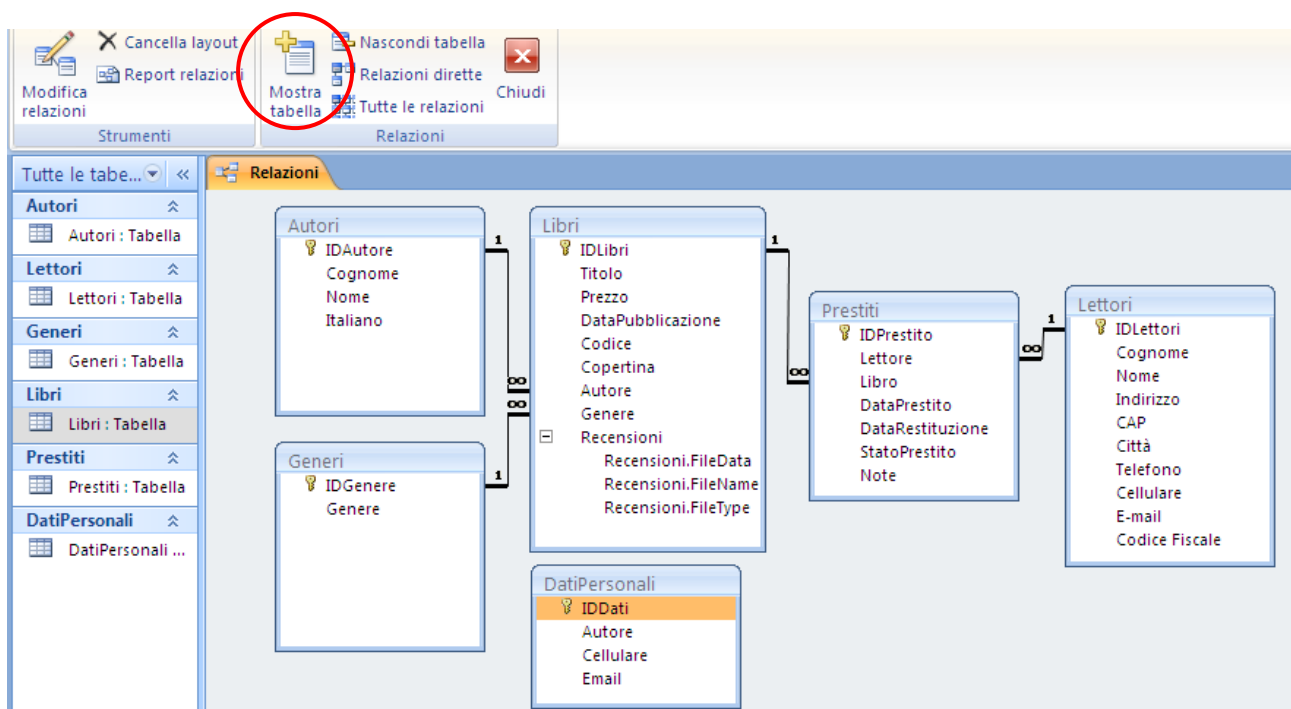 Cancella layout
Report relazioni
Modifica
relazioni
Strumenti
Mostra
tabella
Nascondi tabella
Relazioni dirette
Tutte le relazioni
Chiudi
Relazioni
Tutte le tabe...
Autori
Autori : Tabella
Lettori
Lettori : Tabella
Generi
Generi : Tabella
Libri
Libri : Tabella
Prestiti
Prestiti : Tabella
DatiPersonali
DatiPersonali ...
Relazioni
Autori
IDAutore
Cognome
Nome
Italiano
1
∞
Generi
IDGenere
Genere
1
∞
Libri
IDLibri
Titolo
Prezzo
DataPubblicazione
Codice
Copertina
Autore
Genere
Recensioni
Recensioni.FileData
Recensioni.FileName
Recensioni.FileType
1
∞
DatiPersonali
IDDati
Autore
Cellulare
Email
Prestiti
IDPrestito
Lettore
Libro
DataPrestito
DataRestituzione
StatoPrestito
Note
∞
1
Lettori
IDLettori
Cognome
Nome
Indirizzo
CAP
Città
Telefono
Cellulare
E-mail
Codice Fiscale